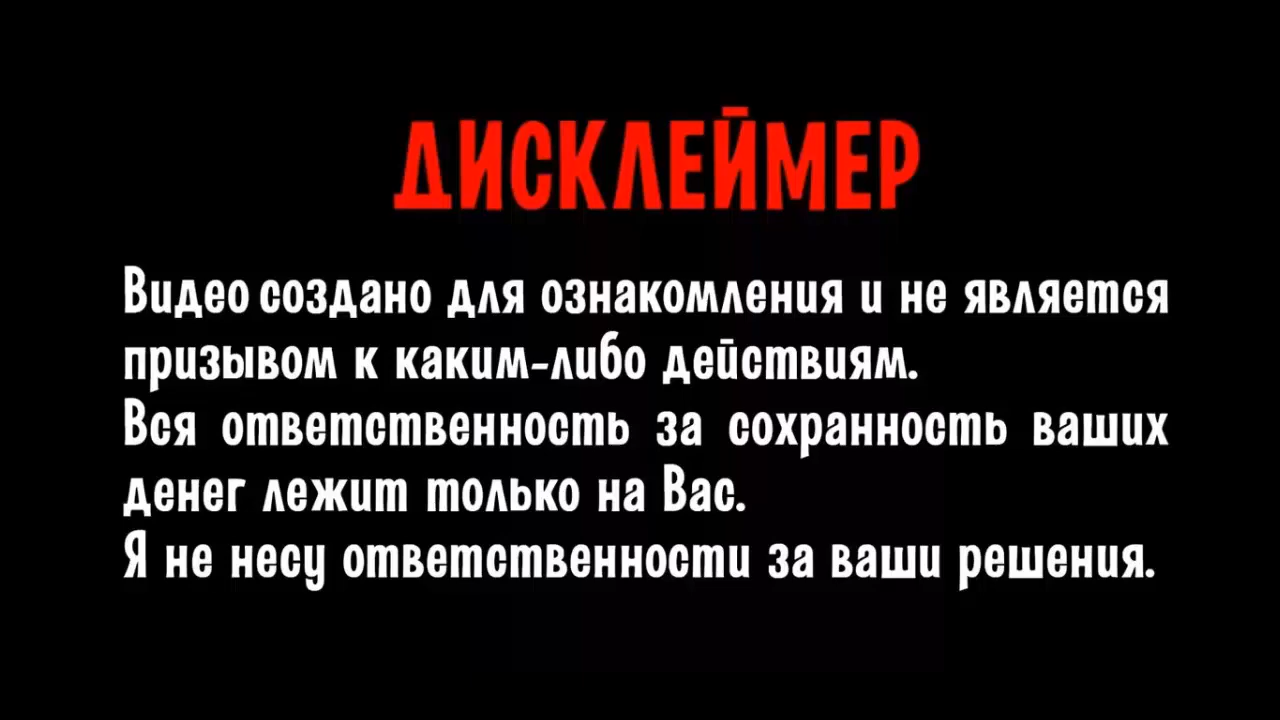 ДИСКЛЕЙМЕР
Видео создано для ознакомления и не является
призывом к каким-либо действиям.
Вся ответственность за сохранность ваших
денег лежит только на Вас.
Я не несу ответственности за ваши решения.